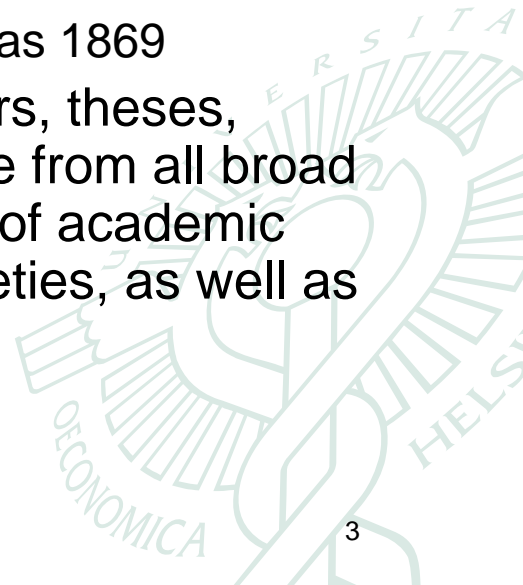 as 1869
rs, theses,
e from all broad
of academic
eties, as well as
ERSITA
HELS
OECONOMICA
3